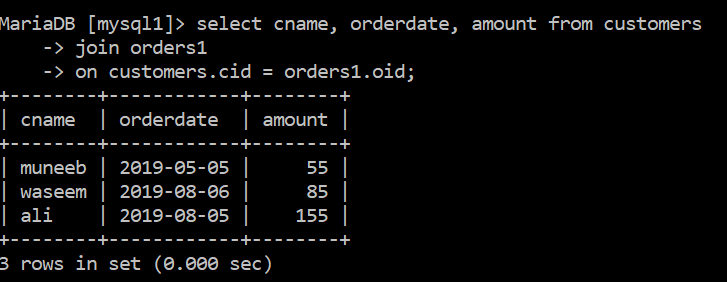 MariaDB [mysql1]> select cname, orderdate, amount from customers
    -> join orders1
    -> on customers.cid = orders1.oid;
+--------+------------+--------+
| cname  | orderdate  | amount |
+--------+------------+--------+
| muneeb | 2019-05-05 |     55 |
| waseem | 2019-08-06 |     85 |
| ali    | 2019-08-05 |    155 |
+--------+------------+--------+
3 rows in set (0.000 sec)